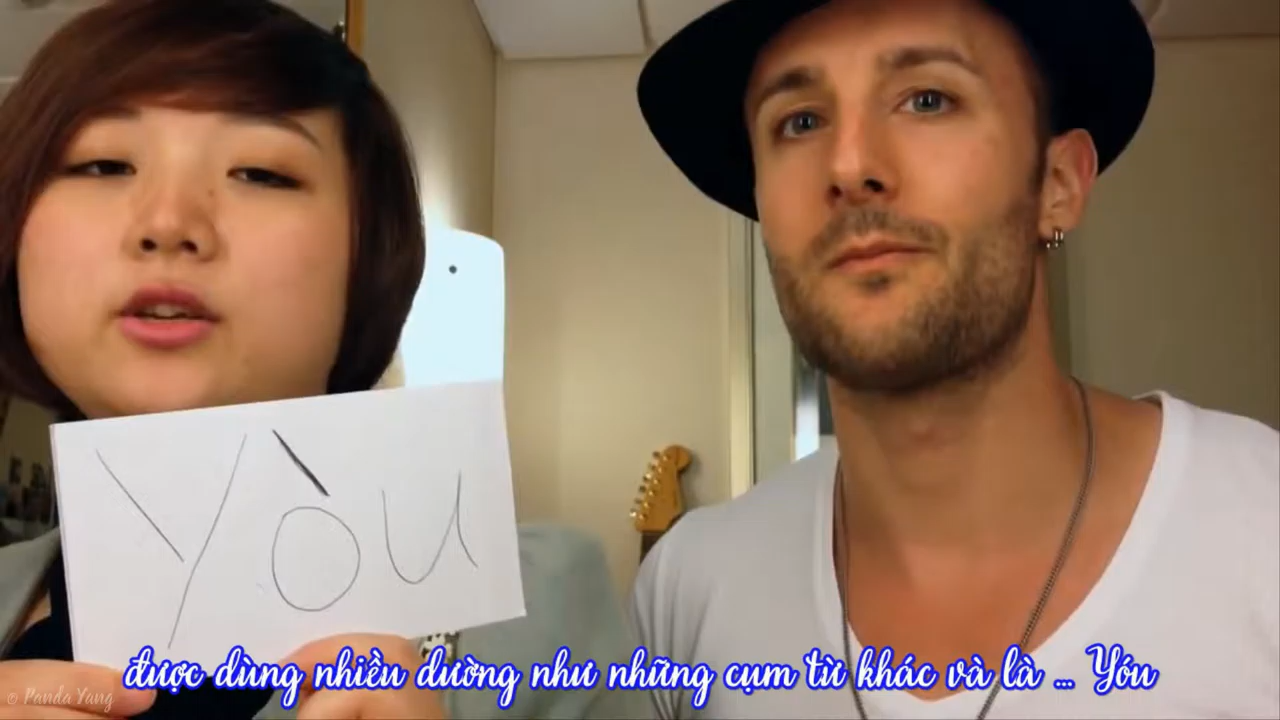 Yòu
được dùng nhiều dường như những cụm từ khác và là ... Yóu
© Panda Yang